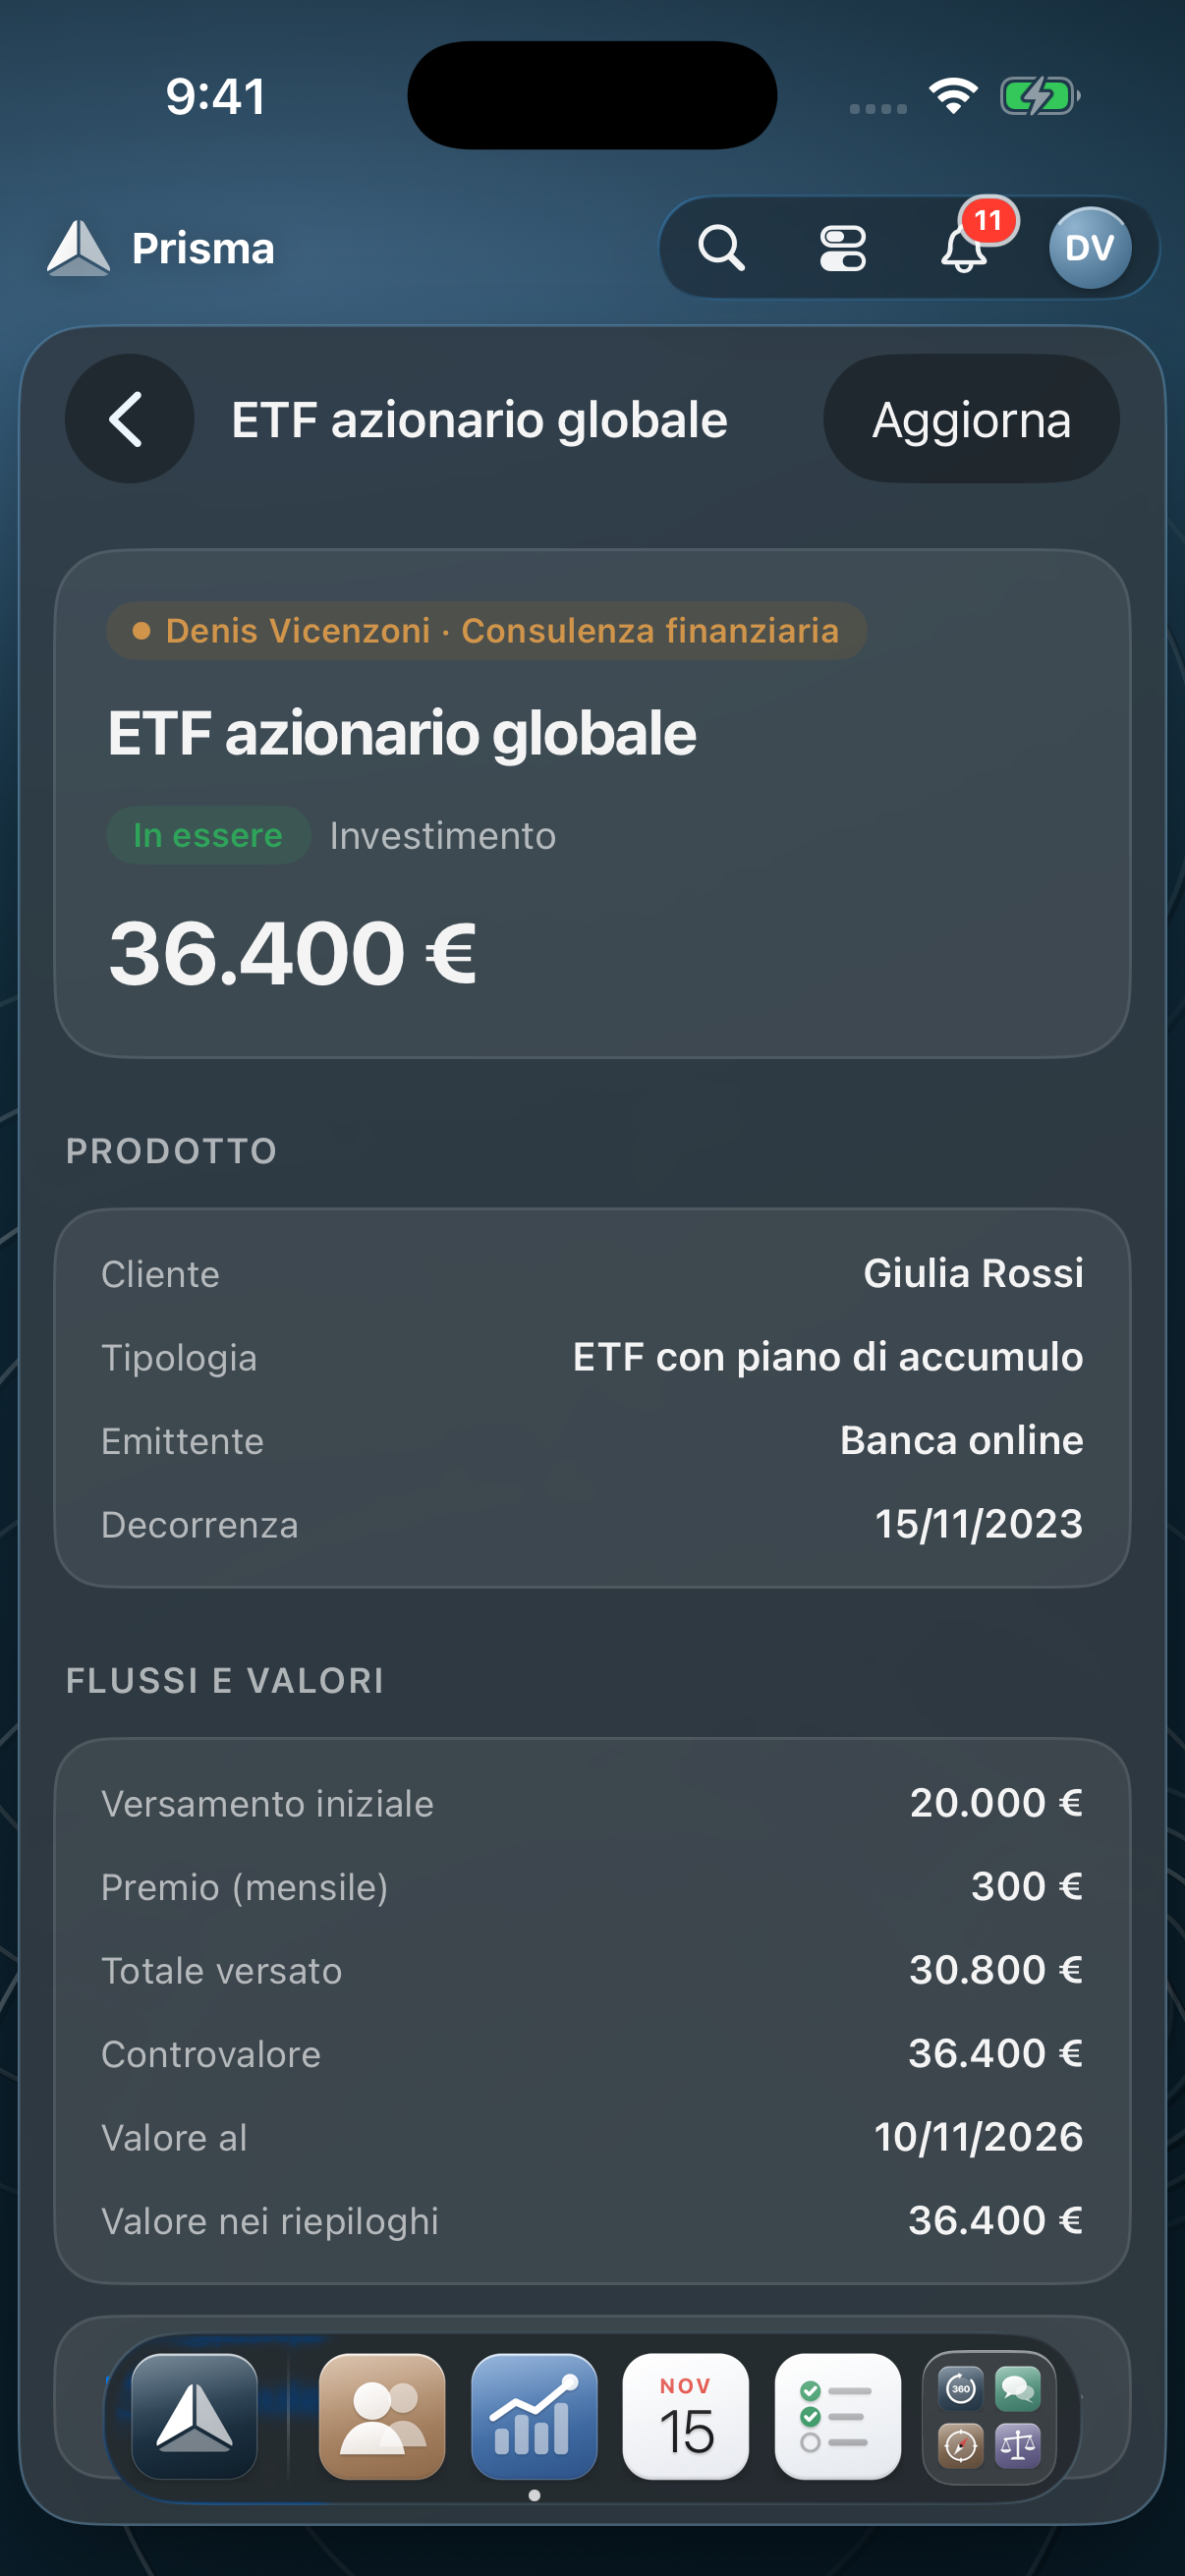 9:41
Prisma
11
DV
ETF azionario globale
Aggiorna
Denis Vicenzoni · Consulenza finanziaria
ETF azionario globale
In essere Investimento
36.400 €
PRODOTTO
Cliente Giulia Rossi
Tipologia ETF con piano di accumulo
Emittente Banca online
Decorrenza 15/11/2023
FLUSSI E VALORI
Versamento iniziale 20.000 €
Premio (mensile) 300 €
Totale versato 30.800 €
Controvalore 36.400 €
Valore al 10/11/2026
Valore nei riepiloghi 36.400 €
NOV
15
360